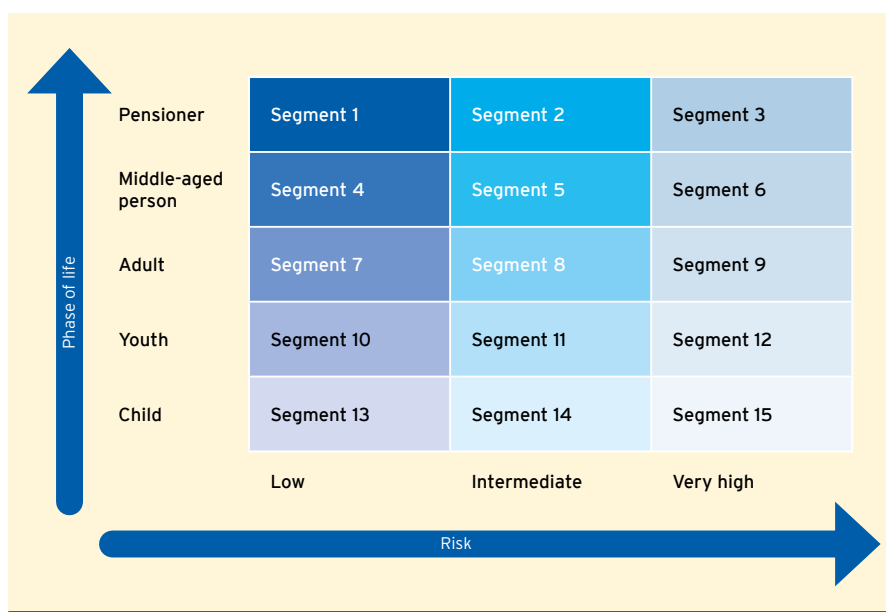 Pensioner
Segment 1
Segment 2
Segment 3
Middle-aged
person
Segment 4
Segment 5
Segment 6
Adult
Segment 7
Segment 8
Segment 9
Youth
Segment 10
Segment 11
Segment 12
Child
Segment 13
Segment 14
Segment 15
Low
Intermediate
Very high
Phase of life
Risk